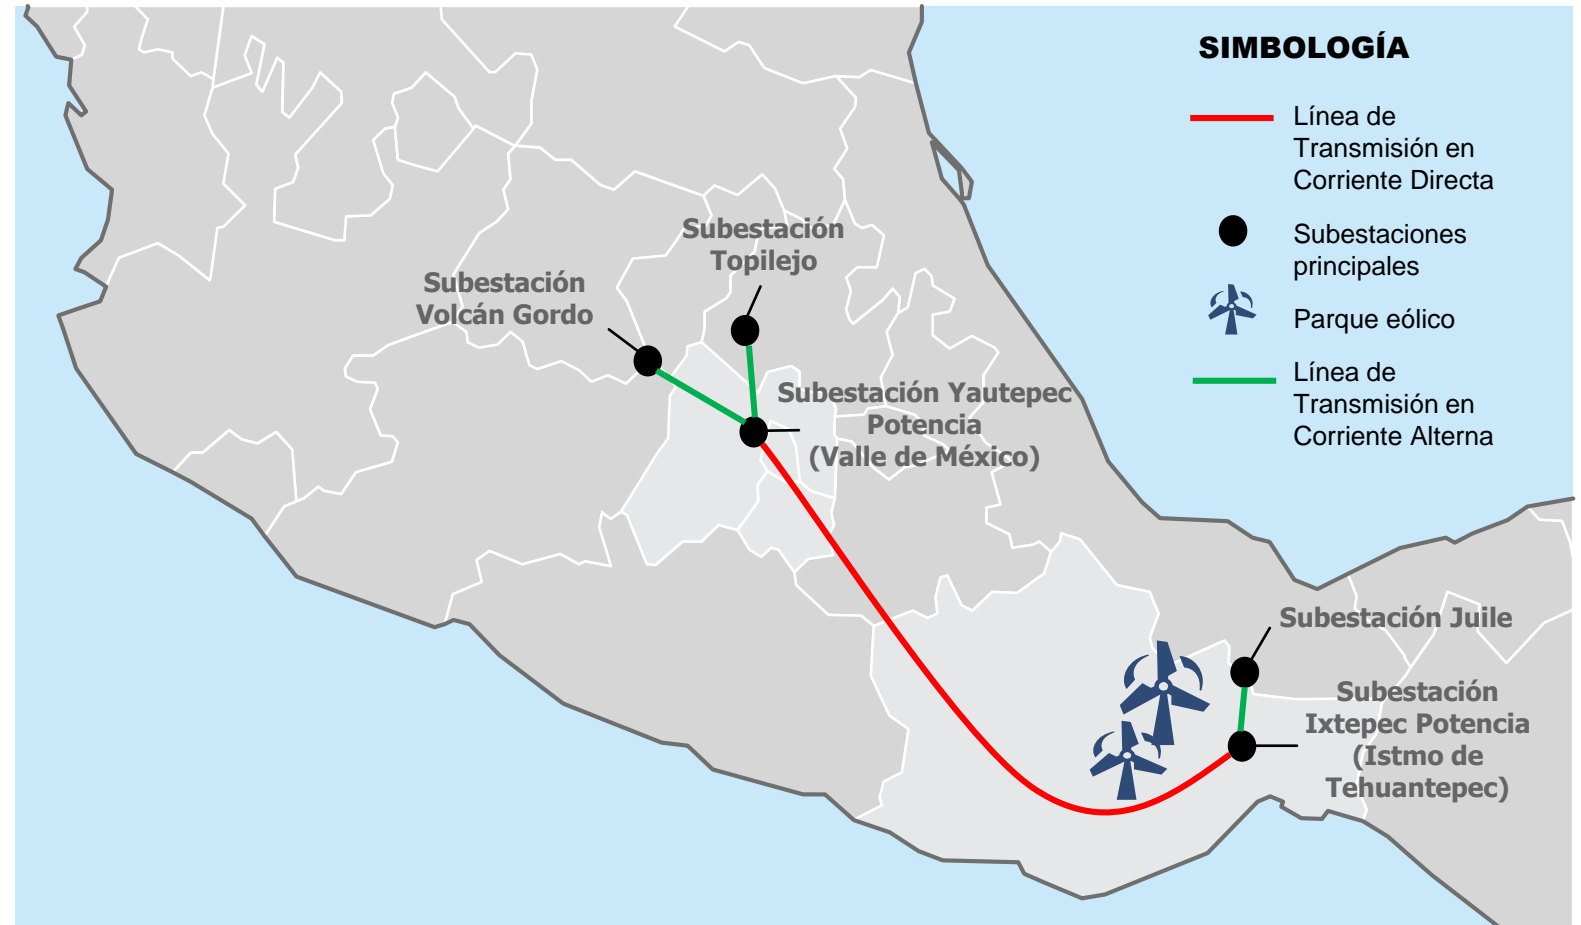 SIMBOLOGÍA
Línea de
Transmisión en
Corriente Directa
Subestaciones
principales
Parque eólico
Línea de
Transmisión en
Corriente Alterna
Subestación
Topilejo
Subestación
Volcán Gordo
Subestación Yautepec
Potencia
(Valle de México)
Subestación Juile
Subestación
Ixtepec Potencia
(Istmo de
Tehuantepec)